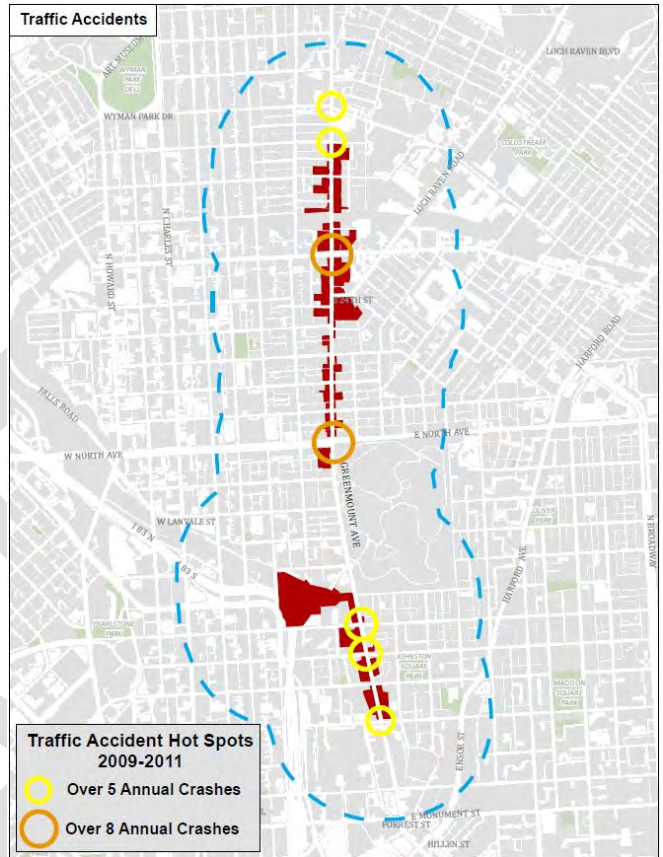 Traffic Accidents
ART MUSEUM
LOCH RAVEN BLVD
WYMAN
PARK
DELL
WYMAN PARK DR
COLDSTREAM
PARK
LOCH RAVEN ROAD
N CHARLES ST
N HOWARD ST
E 24TH ST
HARFORD ROAD
FALLS ROAD
E NORTH AVE
W NORTH AVE
GREENMOUNT AVE
W LANVALE ST
I 83 N
I 83 S
OLIVER
PARK
N BROADWAY
HARFORD AVE
PEARLSTONE
PARK
JOHNSTON
SQUARE
PARK
MADISON
SQUARE
PARK
ENSOR ST
Traffic Accident Hot Spots
2009-2011
Over 5 Annual Crashes
Over 8 Annual Crashes
E MONUMENT ST
FORREST ST
HILLEN ST